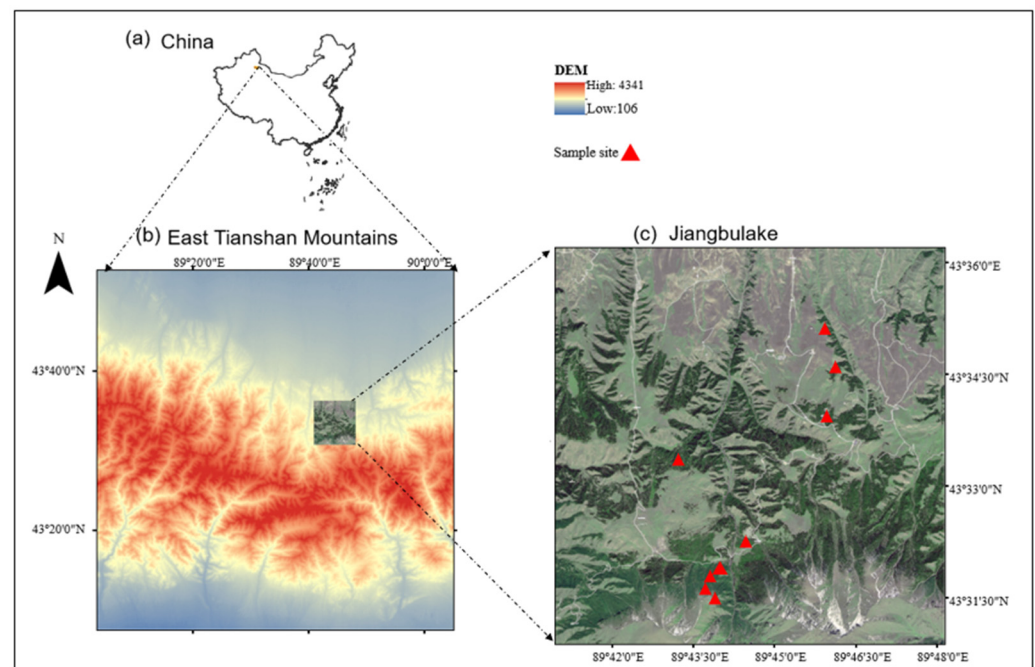 (a) China
DEM
High: 4341
Low:106
Sample site
N
(b) East Tianshan Mountains
89°20'0"E 89°40'0"E 90°0'0"E
43°40'0"N
43°20'0"N
(c) Jiangbulake
43°36'0"E
43°34'30"N
43°33'0"N
43°31'30"N
89°42'0"E 89°43'30"E 89°45'0"E 89°46'30"E 89°48'0"E